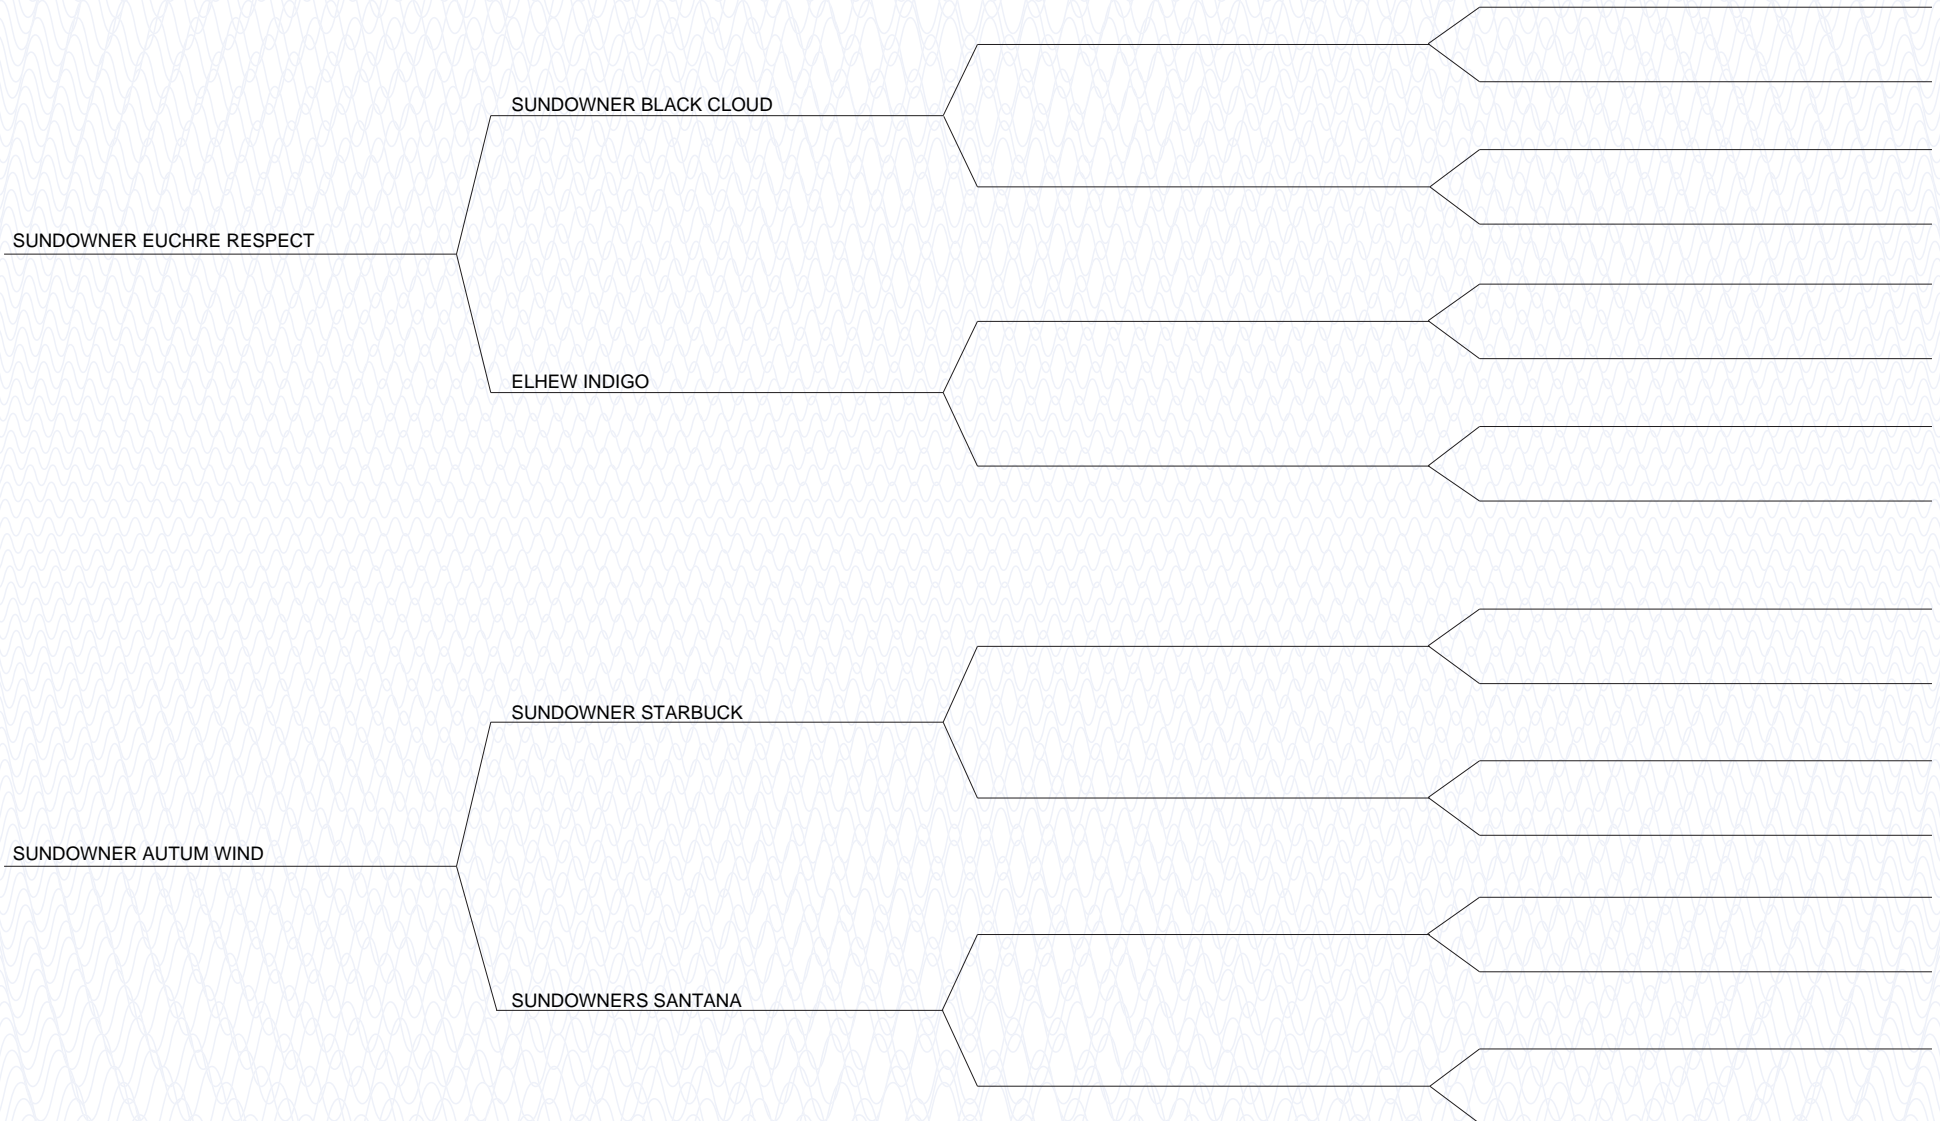 SUNDOWNER BLACK CLOUD
SUNDOWNER EUCHRE RESPECT
ELHEW INDIGO
SUNDOWNER STARBUCK
SUNDOWNER AUTUM WIND
SUNDOWNERS SANTANA